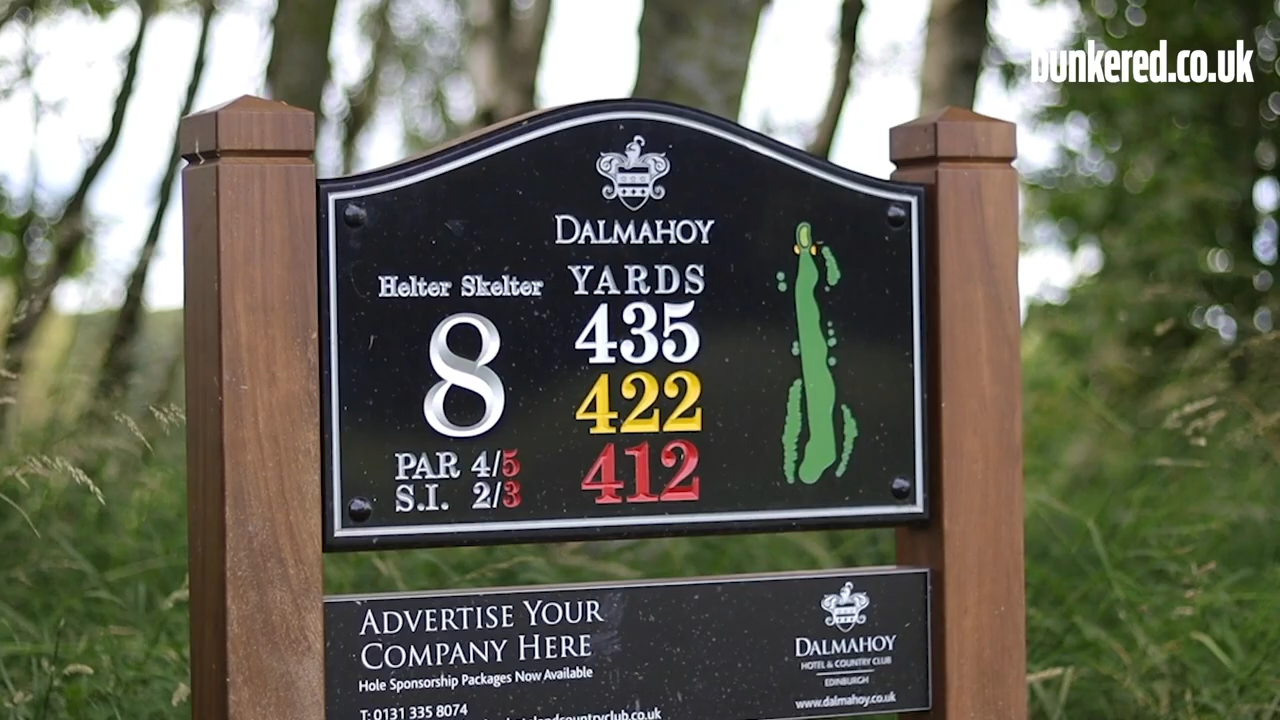 bunkered.co.uk
DALMAHOY
Helter Skelter
YARDS
8
435
422
412
PAR 4/5
S.I. 2/3
ADVERTISE YOUR
COMPANY HERE
Hole Sponsorship Packages Now Available
T: 0131 335 8074
DALMAHOY
HOTEL & COUNTRY CLUB
EDINBURGH
www.dalmahoy.co.uk